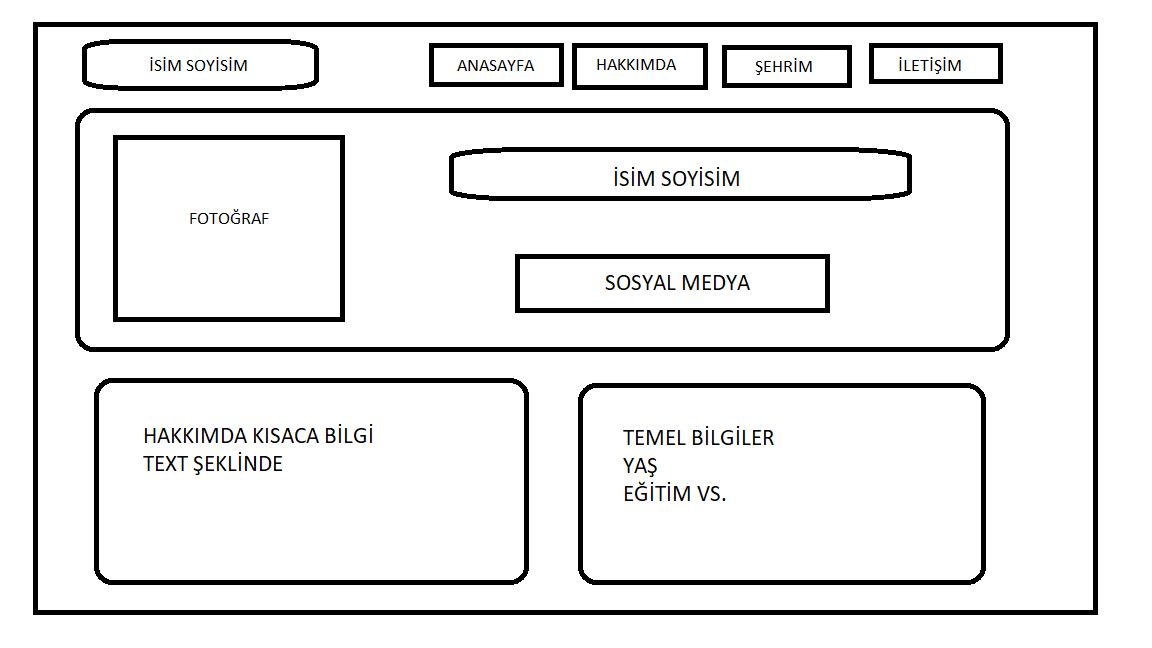 İSİM SOYİSİM
ANASAYFA
HAKKIMDA
ŞEHRİM
İLETİŞİM
FOTOĞRAF
İSİM SOYİSİM
SOSYAL MEDYA
HAKKIMDA KISACA BİLGİ
TEXT ŞEKLİNDE
TEMEL BİLGİLER
YAŞ
EĞİTİM VS.